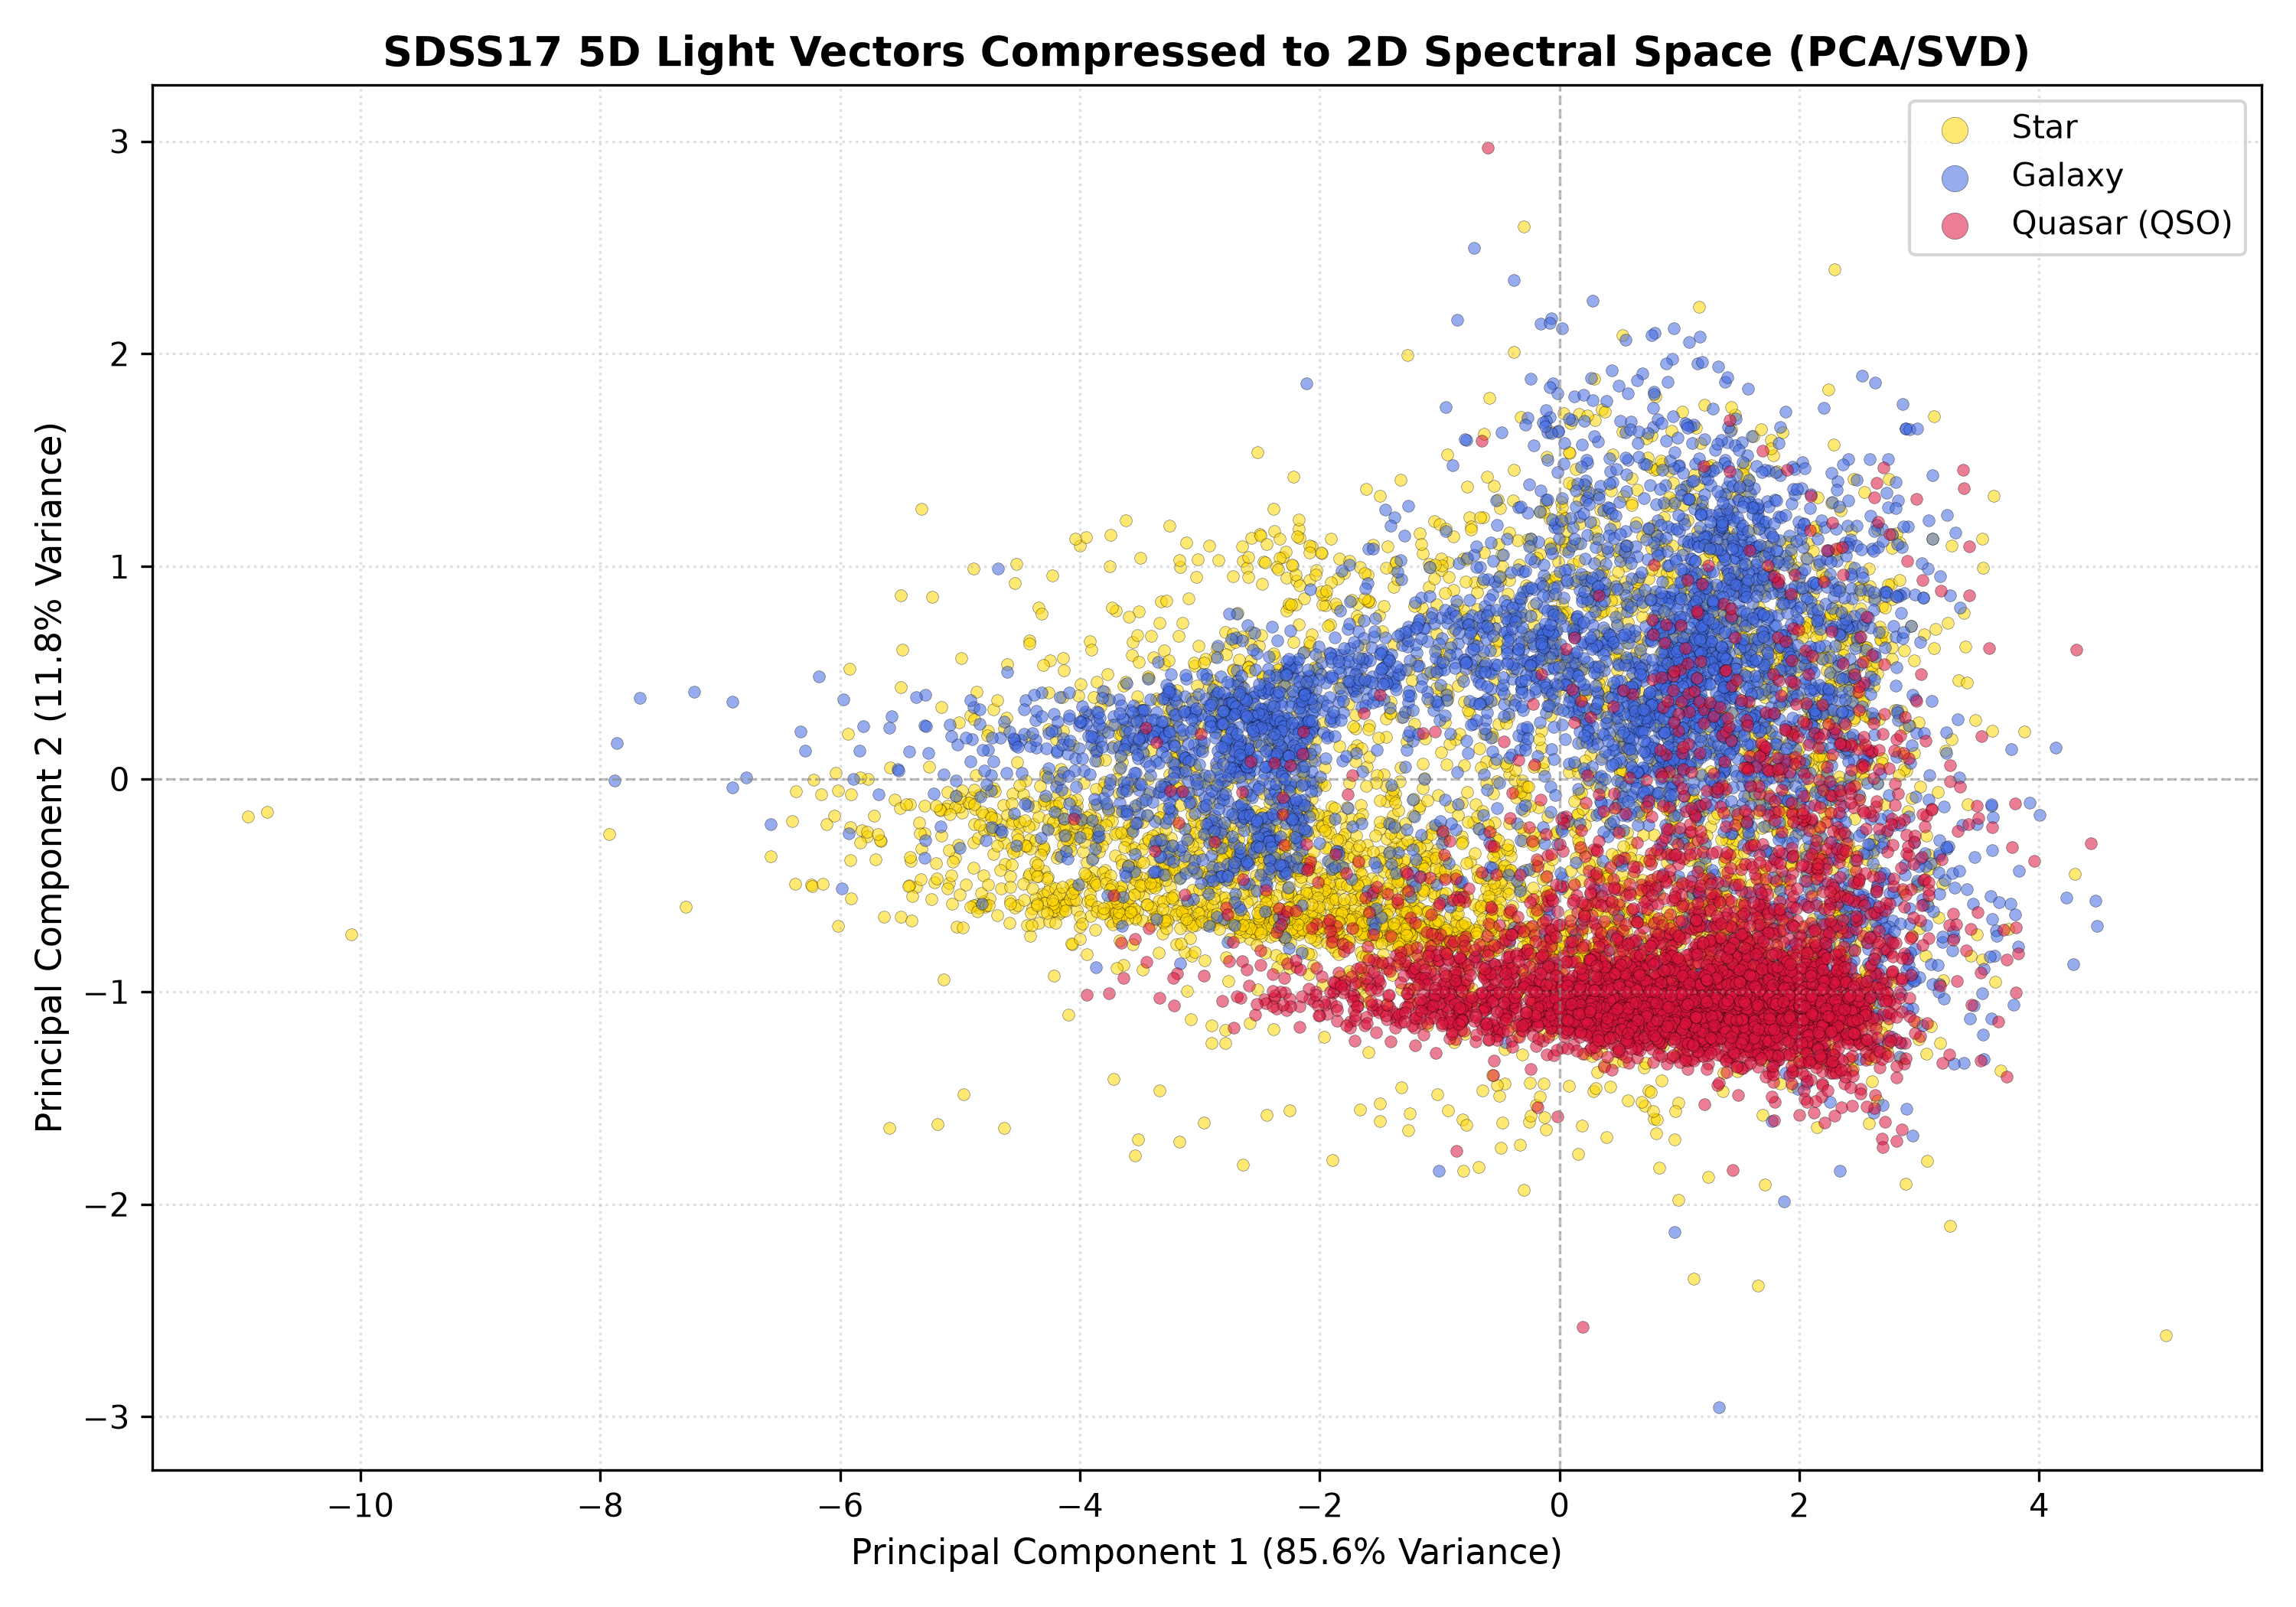 SDSS17 5D Light Vectors Compressed to 2D Spectral Space (PCA/SVD)
Star
Galaxy
Quasar (QSO)
3
2
1
0
−1
−2
−3
Principal Component 2 (11.8% Variance)
−10
−8
−6
−4
−2
0
2
4
Principal Component 1 (85.6% Variance)